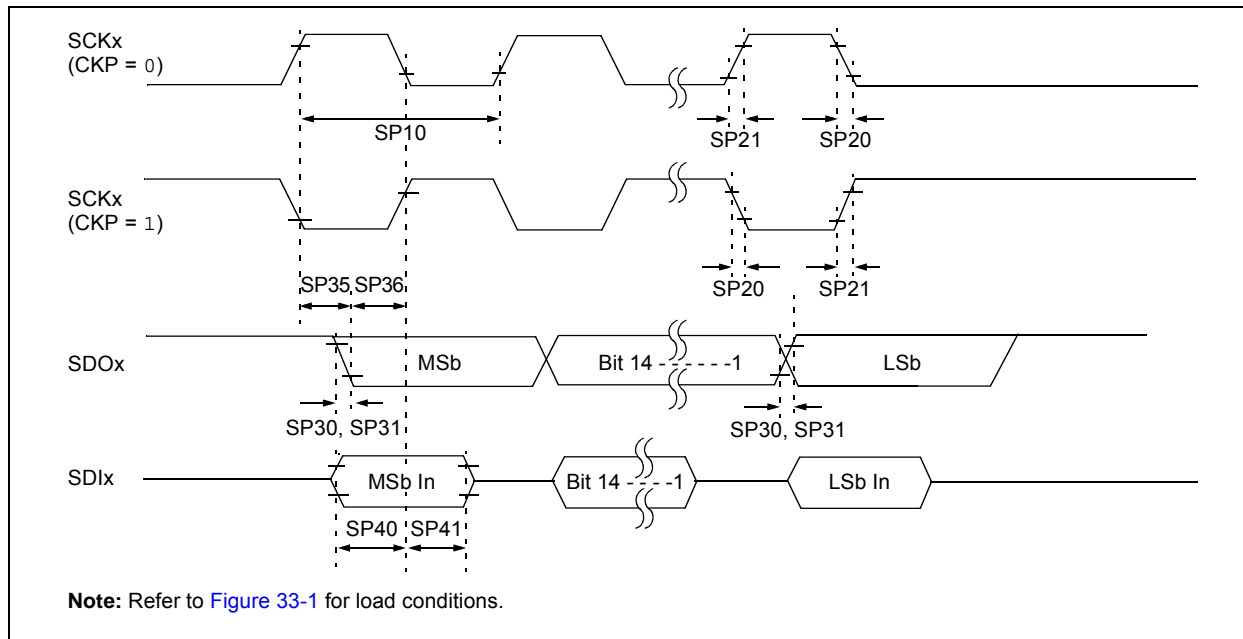 SCKx
(CKP = 0)
SP10
SP21
SP20
SCKx
(CKP = 1)
SP35
SP36
SP20
SP21
SDOx
MSb
Bit 14 - - - - - -1
LSb
SP30, SP31
SP30, SP31
SDIx
MSb In
Bit 14 - - - -1
LSb In
SP40
SP41
Note: Refer to Figure 33-1 for load conditions.